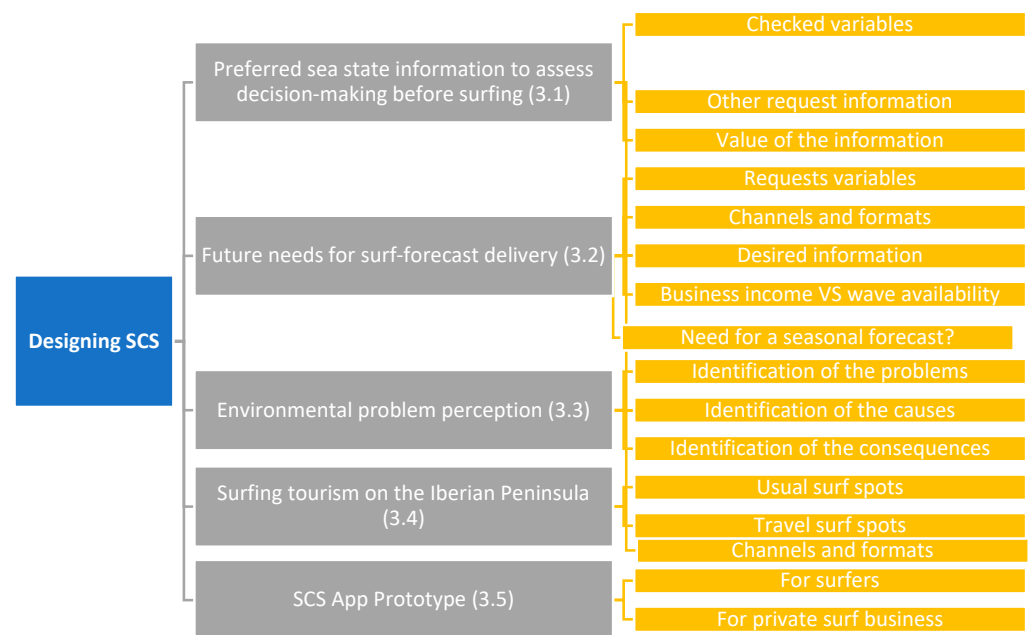 Designing SCS
Preferred sea state information to assess
decision-making before surfing (3.1)
Checked variables
Other request information
Value of the information
Future needs for surf-forecast delivery (3.2)
Requests variables
Channels and formats
Desired information
Business income VS wave availability
Need for a seasonal forecast?
Environmental problem perception (3.3)
Identification of the problems
Identification of the causes
Identification of the consequences
Surfing tourism on the Iberian Peninsula
(3.4)
Usual surf spots
Travel surf spots
Channels and formats
SCS App Prototype (3.5)
For surfers
For private surf business